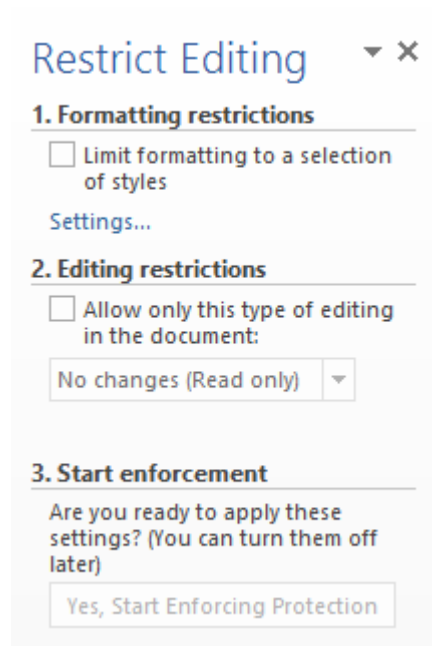 Restrict Editing
1. Formatting restrictions
Limit formatting to a selection
of styles
Settings...
2. Editing restrictions
Allow only this type of editing
in the document:
No changes (Read only)
3. Start enforcement
Are you ready to apply these
settings? (You can turn them off
later)
Yes, Start Enforcing Protection